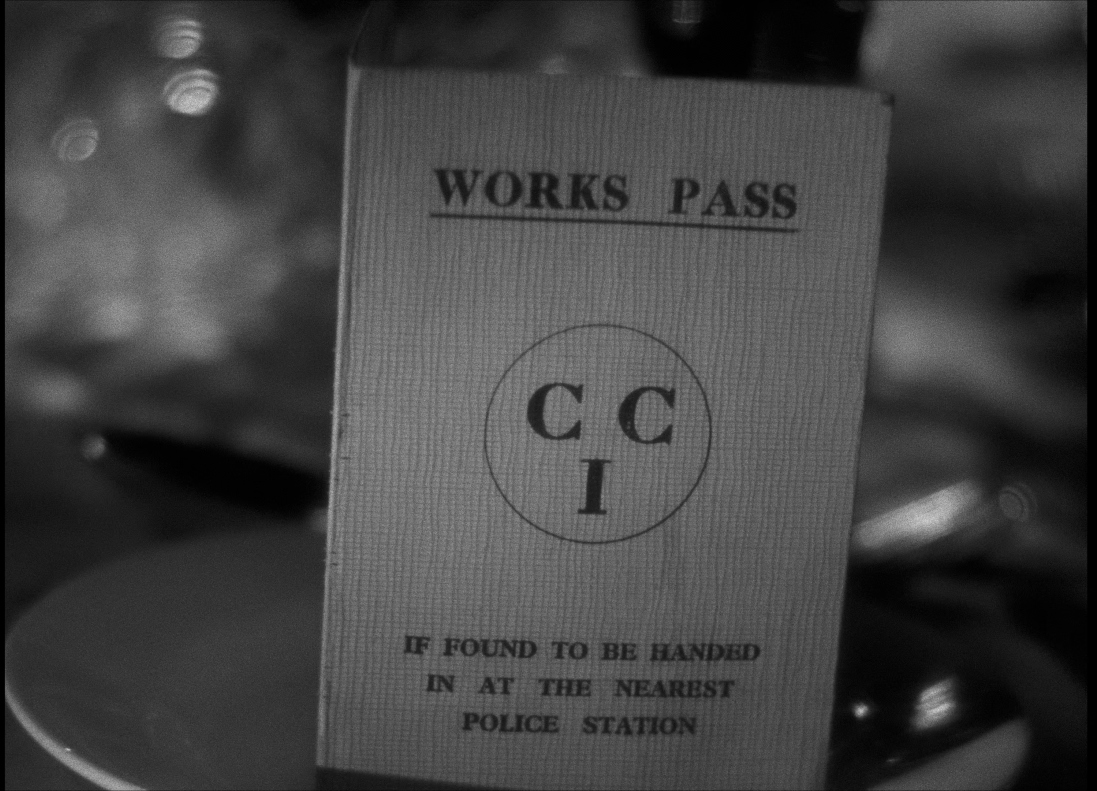 WORKS PASS
C C
I
IF FOUND TO BE HANDED
IN AT THE NEAREST
POLICE STATION